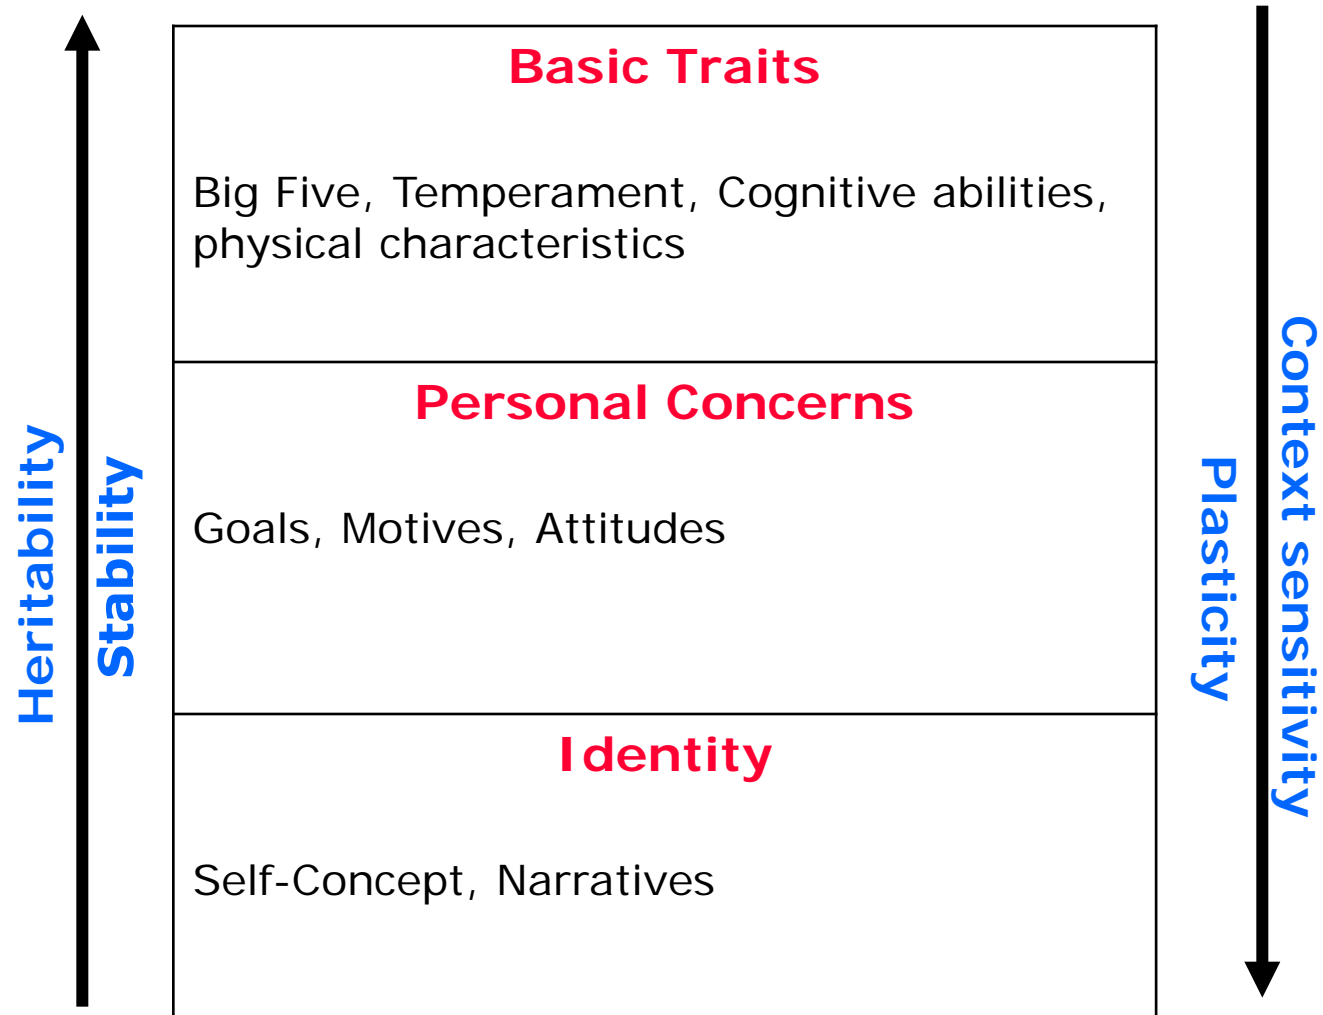 Basic Traits
Big Five, Temperament, Cognitive abilities,
physical characteristics
Personal Concerns
Goals, Motives, Attitudes
Identity
Self-Concept, Narratives
Heritability
Stability
Plasticity
Context sensitivity